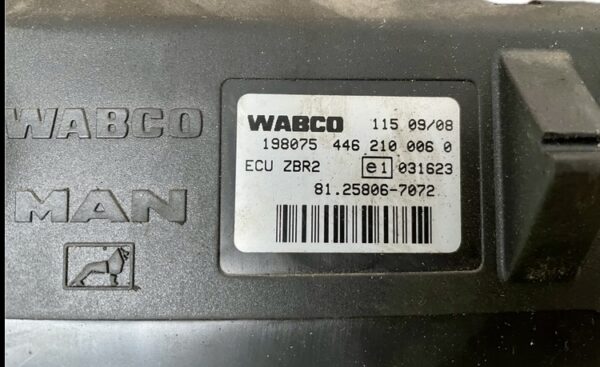 WABCO
MAN
WABCO 115 09/08
198075 446 210 006 0
ECU ZBR2 e1 031623
81.25806-7072